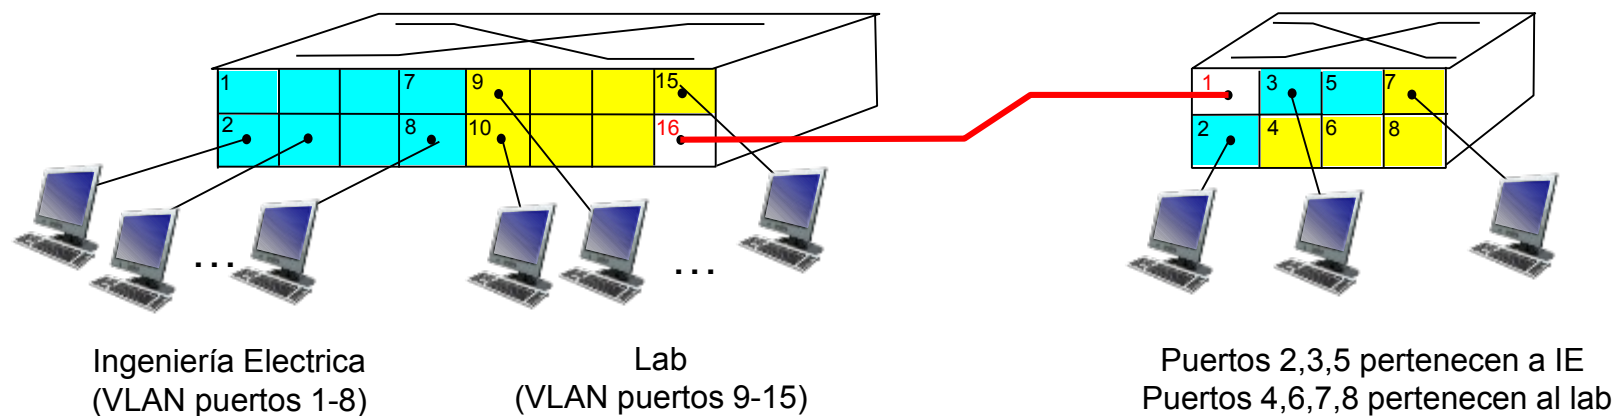 1 7 9 15
2 8 10 16
1 3 5 7
2 4 6 8
...
...
Ingeniería Electrica
(VLAN puertos 1-8)
Lab
(VLAN puertos 9-15)
Puertos 2,3,5 pertenecen a IE
Puertos 4,6,7,8 pertenecen al lab